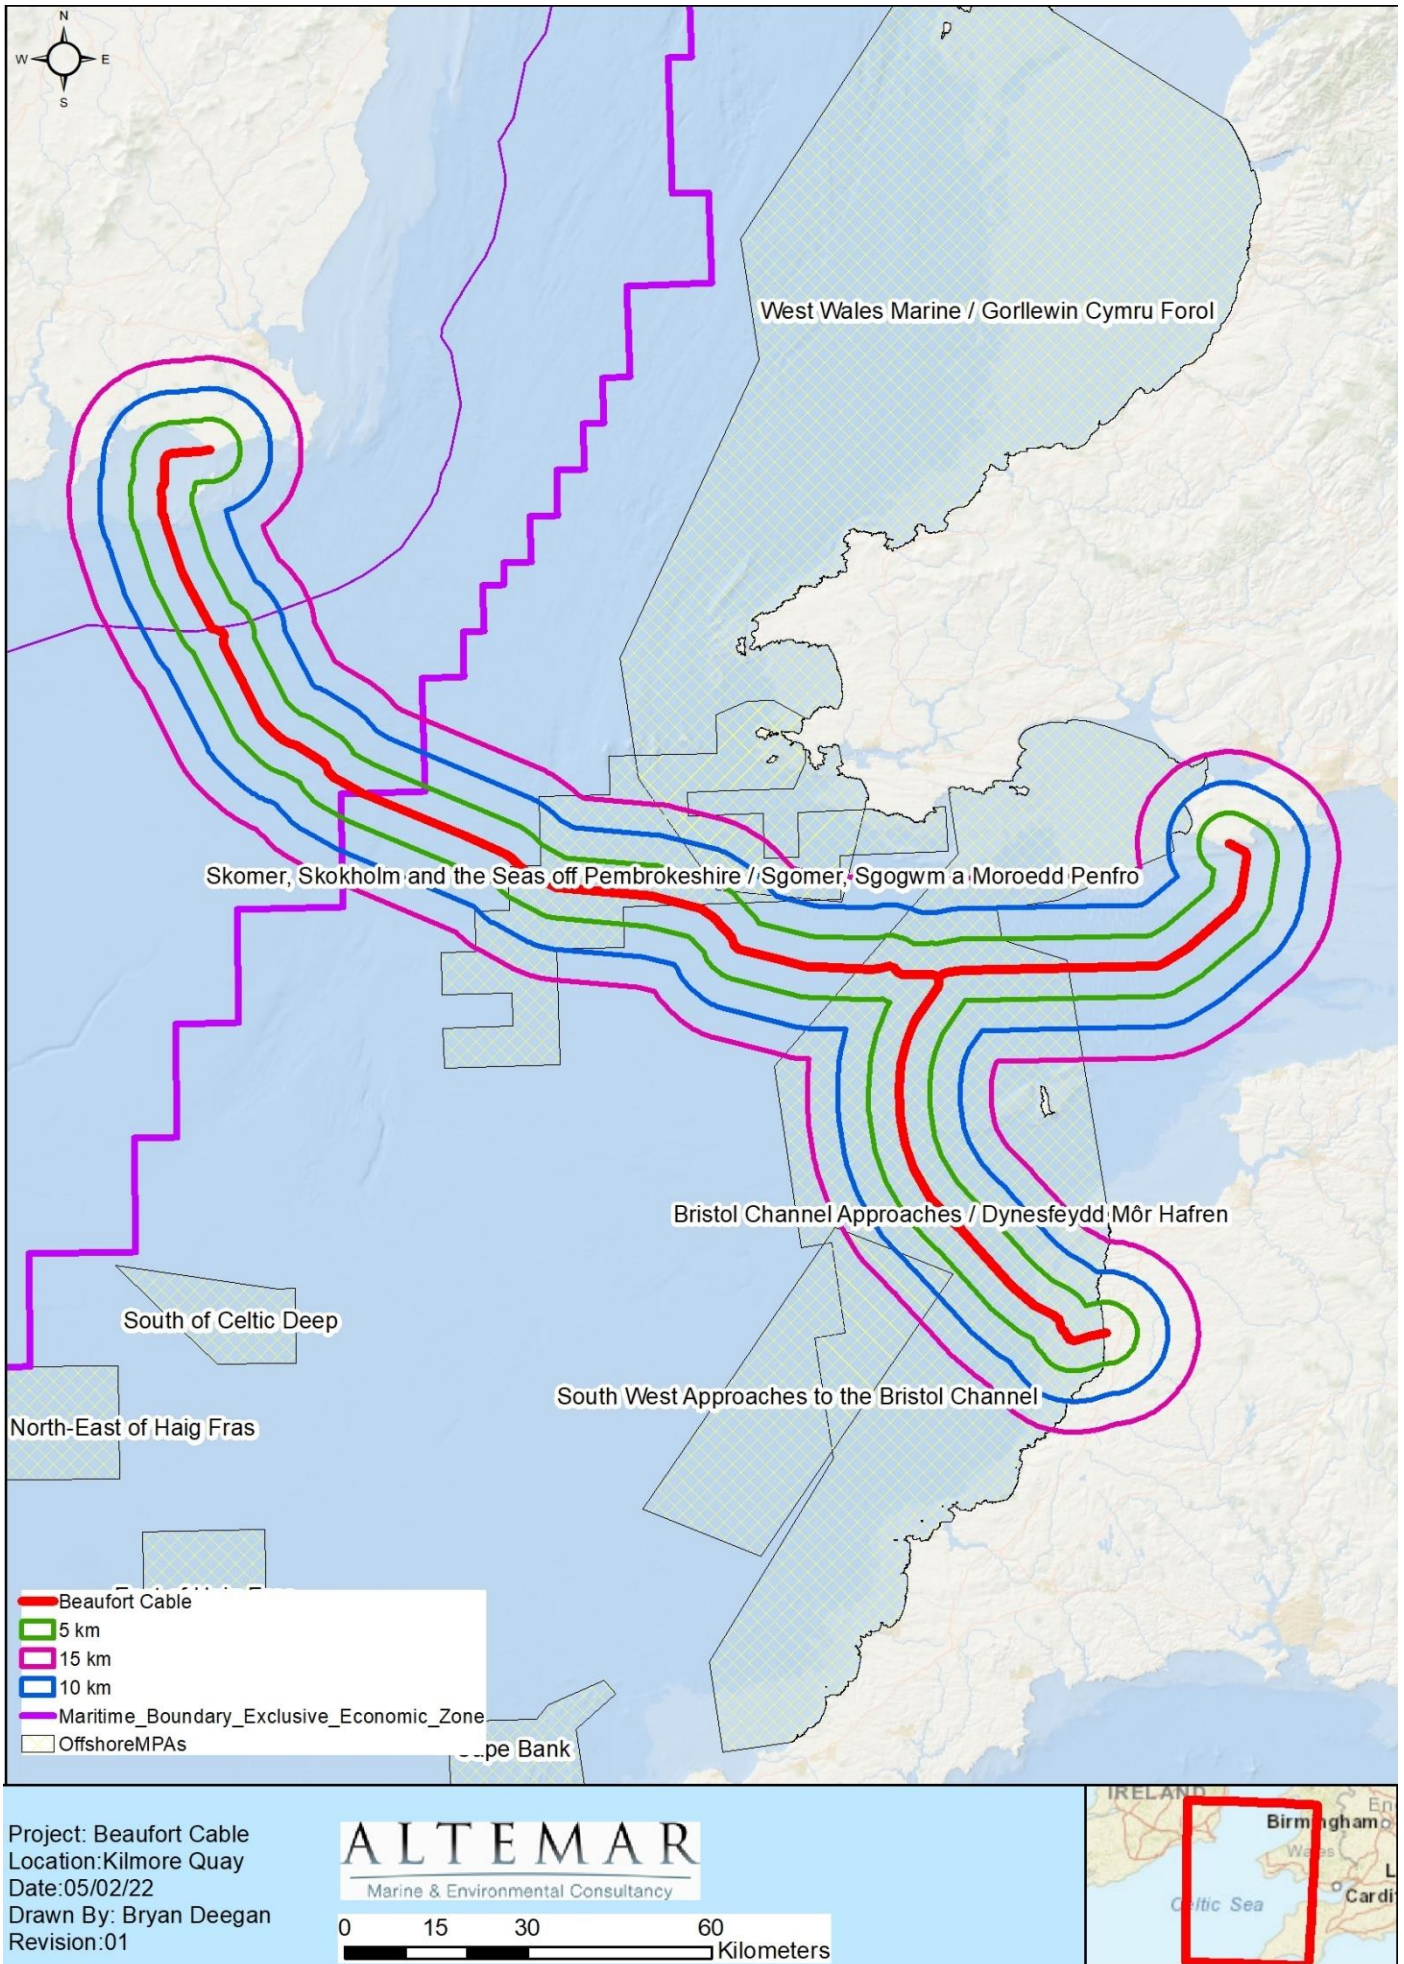 N
W E
S
West Wales Marine / Gorllewin Cymru Forol
Skomer, Skokholm and the Seas off Pembrokeshire / Sgomer, Sgogwm a Moroedd Penfro
Bristol Channel Approaches / Dynesfeydd Môr Hafren
South of Celtic Deep
South West Approaches to the Bristol Channel
North-East of Haig Fras
Beaufort Cable
5 km
15 km
10 km
Maritime_Boundary_Exclusive_Economic_Zone
OffshoreMPAs
Bank
Project: Beaufort Cable
Location:Kilmore Quay
Date:05/02/22
Drawn By: Bryan Deegan
Revision:01
ALTEMAR
Marine & Environmental Consultancy
0 15 30 60
Kilometers
IRELAND
Birmingham
Wales
Celtic Sea